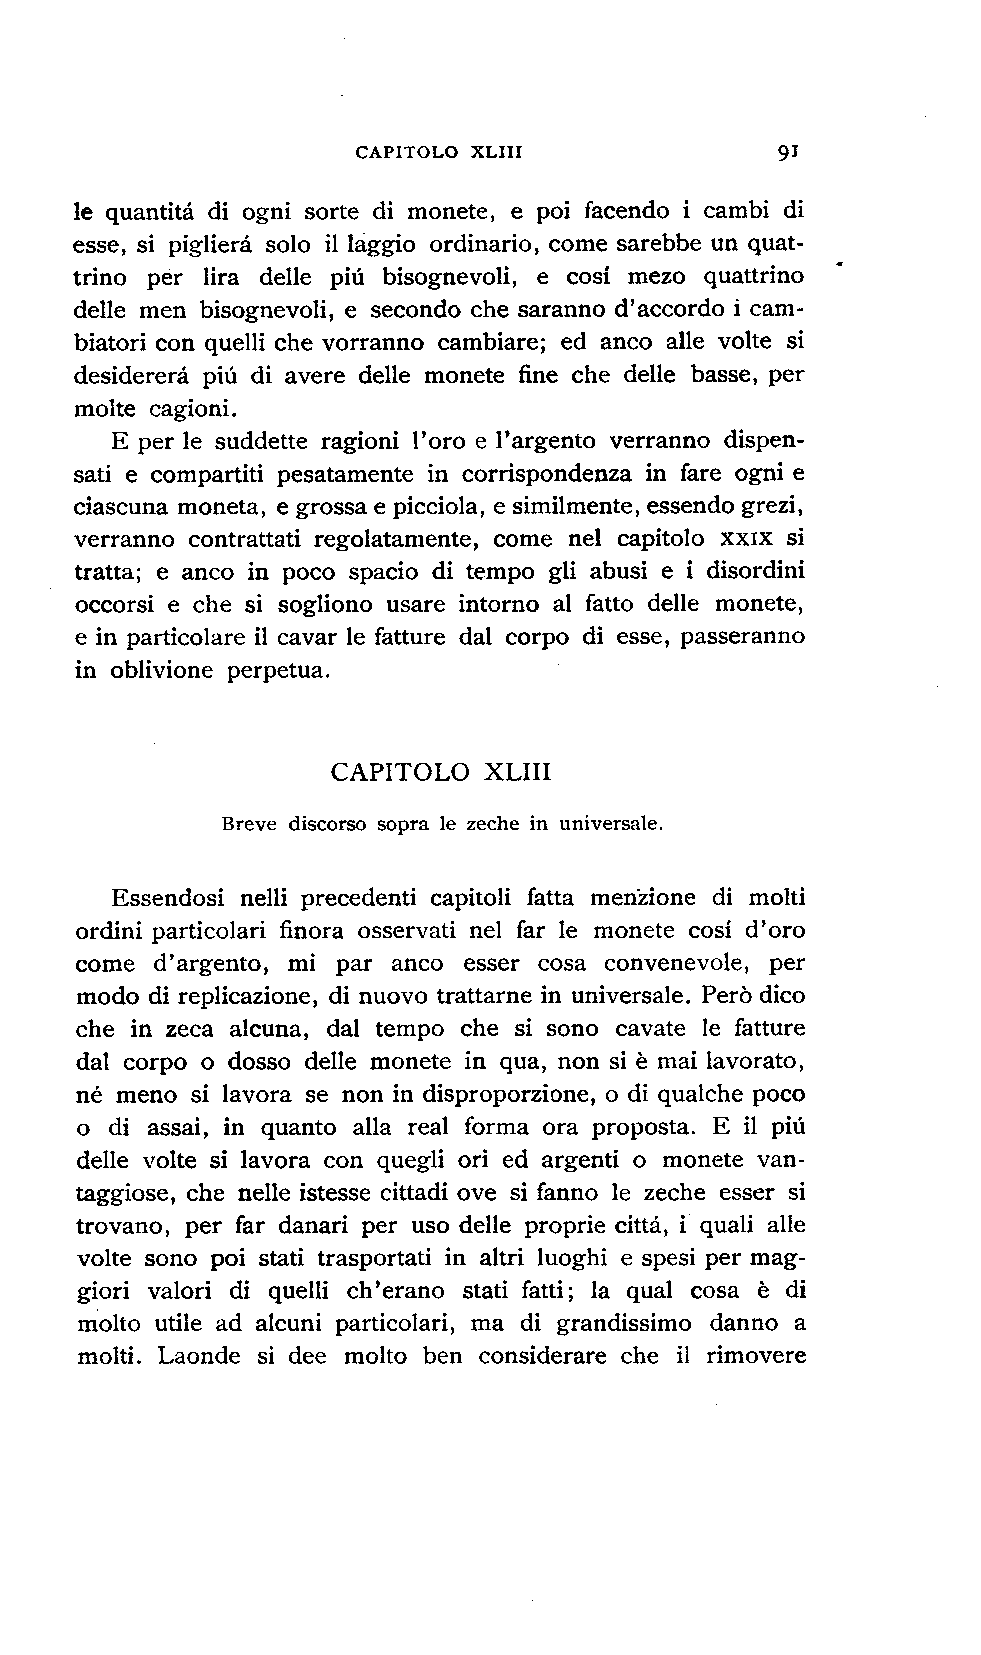 CAPITOLO XLIII 91
le quantitá di ogni sorte di monete, e poi facendo i cambi di
esse, si piglierá solo il laggio ordinario, come sarebbe un quat-
trino per lira delle piú bisognevoli, e cosí mezo quattrino
delle men bisognevoli, e secondo che saranno d'accordo i cam-
biatori con quelli che vorranno cambiare; ed anco alle volte si
desidererá piú di avere delle monete fine che delle basse, per
molte cagioni.
E per le suddette ragioni l'oro e l'argento verranno dispen-
sati e compartiti pesatamente in corrispondenza in fare ogni e
ciascuna moneta, e grossa e picciola, e similmente, essendo grezi,
verranno contrattati regolatamente, come nel capitolo XXIX si
tratta; e anco in poco spacio di tempo gli abusi e i disordini
occorsi e che si sogliono usare intorno al fatto delle monete,
e in particolare il cavar le fatture dal corpo di esse, passeranno
in oblivione perpetua.
CAPITOLO XLIII
Breve discorso sopra le zeche in universale.
Essendosi nelli precedenti capitoli fatta menzione di molti
ordini particolari finora osservati nel far le monete cosí d'oro
come d'argento, mi par anco esser cosa convenevole, per
modo di replicazione, di nuovo trattarne in universale. Però dico
che in zeca alcuna, dal tempo che si sono cavate le fatture
dal corpo o dosso delle monete in qua, non si è mai lavorato,
né meno si lavora se non in disproporzione, o di qualche poco
o di assai, in quanto alla real forma ora proposta. E il piú
delle volte si lavora con quegli ori ed argenti o monete van-
taggiose, che nelle istesse cittadi ove si fanno le zeche esser si
trovano, per far danari per uso delle proprie cittá, i quali alle
volte sono poi stati trasportati in altri luoghi e spesi per mag-
giori valori di quelli ch'erano stati fatti; la qual cosa è di
molto utile ad alcuni particolari, ma di grandissimo danno a
molti. Laonde si dee molto ben considerare che il rimovere